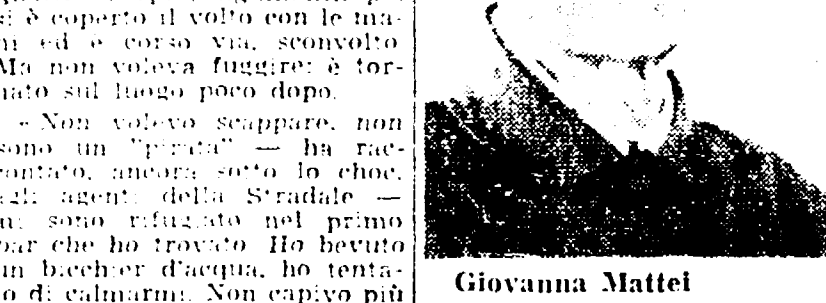 si è coperto il volto con le ma-
ni ed è corso via, sconvolto
Ma non voleva fuggire: è tor-
nato sul luogo poco dopo.
« Non volevo scappare, non
sono un "pirata" — ha rac-
contato, ancora sotto lo choc,
agli agenti della Stradale —
mi sono rifugiato nel primo
bar che ho trovato. Ho bevuto
un bicchier d'acqua, ho tenta-
to di calmarmi. Non capivo più
Giovanna Mattei